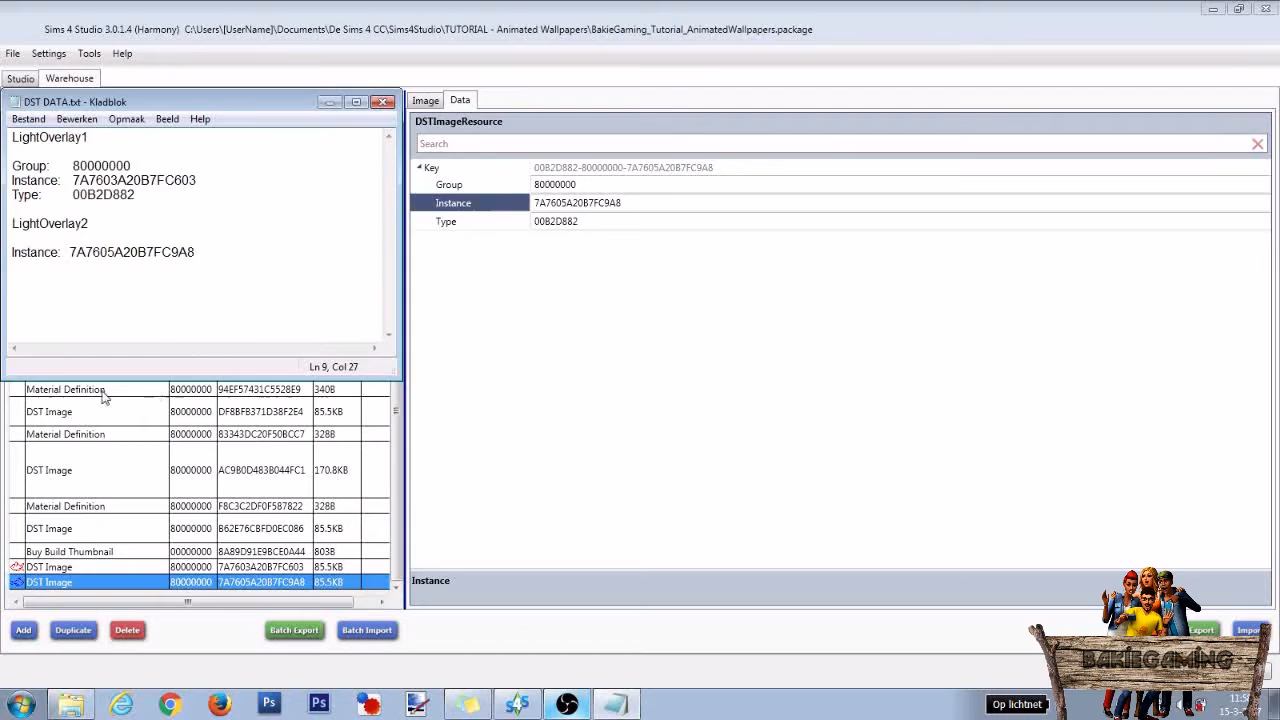 Sims 4 Studio 3.0.1.4 (Harmony) C:\Users\[UserName]\Documents\De Sims 4 CC\Sims4Studio\TUTORIAL - Animated Wallpapers\BakieGaming_Tutorial_AnimatedWallpapers.package
File Settings Tools Help
Studio Warehouse
DST DATA.txt - Kladblok
Bestand Bewerken Opmaak Beeld Help
LightOverlay1
Group: 80000000
Instance: 7A7603A20B7FC603
Type: 00B2D882
LightOverlay2
Instance: 7A7605A20B7FC9A8
Ln 9, Col 27
Material Definition 80000000 94EF57431C5528E9 340B
DST Image 80000000 DF8BFB371D38F2E4 85.5KB
Material Definition 80000000 83343DC20F50BCC7 328B
DST Image 80000000 AC9B0D483B044FC1 170.8KB
Material Definition 80000000 F8C3C2DF0F587822 328B
DST Image 80000000 B62E76CBFD0EC086 85.5KB
Buy Build Thumbnail 00000000 8A89D91E9BCE0A44 803B
DST Image 80000000 7A7603A20B7FC603 85.5KB
DST Image 80000000 7A7605A20B7FC9A8 85.5KB
Add Duplicate Delete Batch Export Batch Import
Image Data
DSTImageResource
Search
Key 00B2D882-80000000-7A7605A20B7FC9A8
Group 80000000
Instance 7A7605A20B7FC9A8
Type 00B2D882
Instance
BAKIEGAMING
Op lichtnet